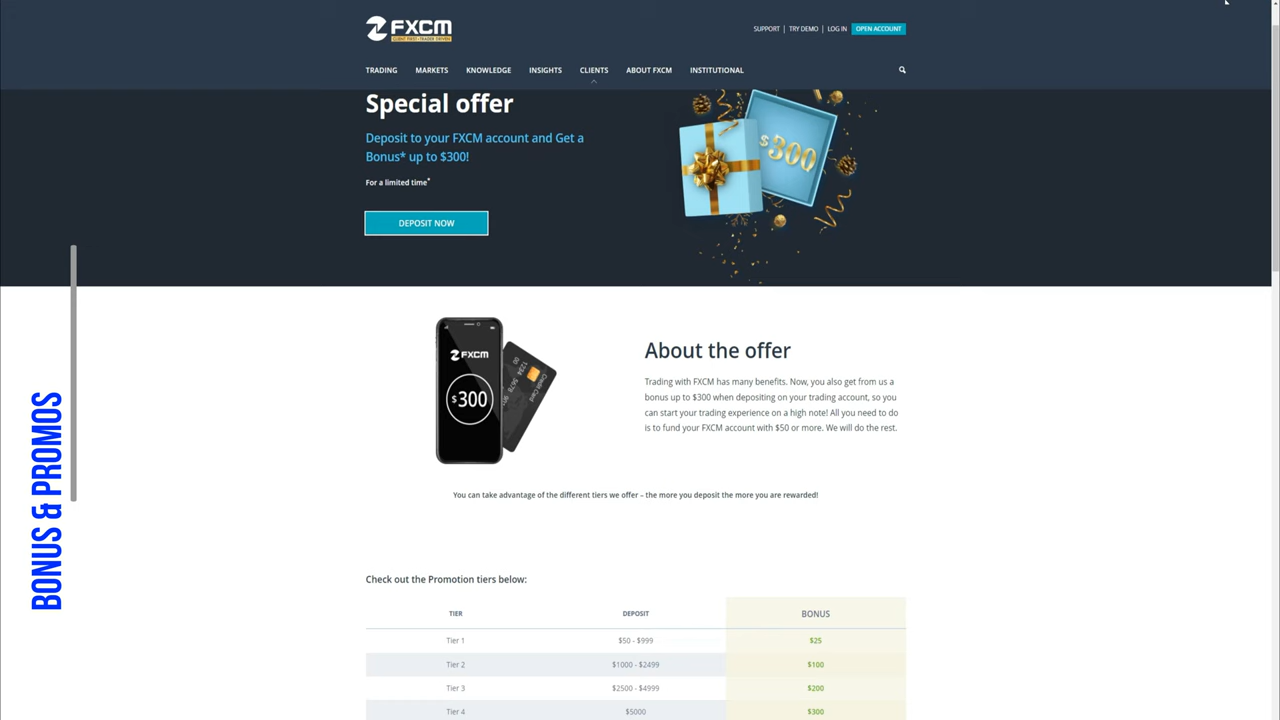 FXCM
CLIENT FIRST • TRADER DRIVEN
SUPPORT | TRY DEMO | LOG IN OPEN ACCOUNT
TRADING MARKETS KNOWLEDGE INSIGHTS CLIENTS ABOUT FXCM INSTITUTIONAL
Special offer
Deposit to your FXCM account and Get a
Bonus* up to $300!
For a limited time*
DEPOSIT NOW
$300
FXCM
$300
Credit Card
1234 5678
About the offer
Trading with FXCM has many benefits. Now, you also get from us a
bonus up to $300 when depositing on your trading account, so you
can start your trading experience on a high note! All you need to do
is to fund your FXCM account with $50 or more. We will do the rest.
You can take advantage of the different tiers we offer – the more you deposit the more you are rewarded!
BONUS & PROMOS
Check out the Promotion tiers below:
TIER DEPOSIT BONUS
Tier 1 $50 - $999 $25
Tier 2 $1000 - $2499 $100
Tier 3 $2500 - $4999 $200
Tier 4 $5000 $300